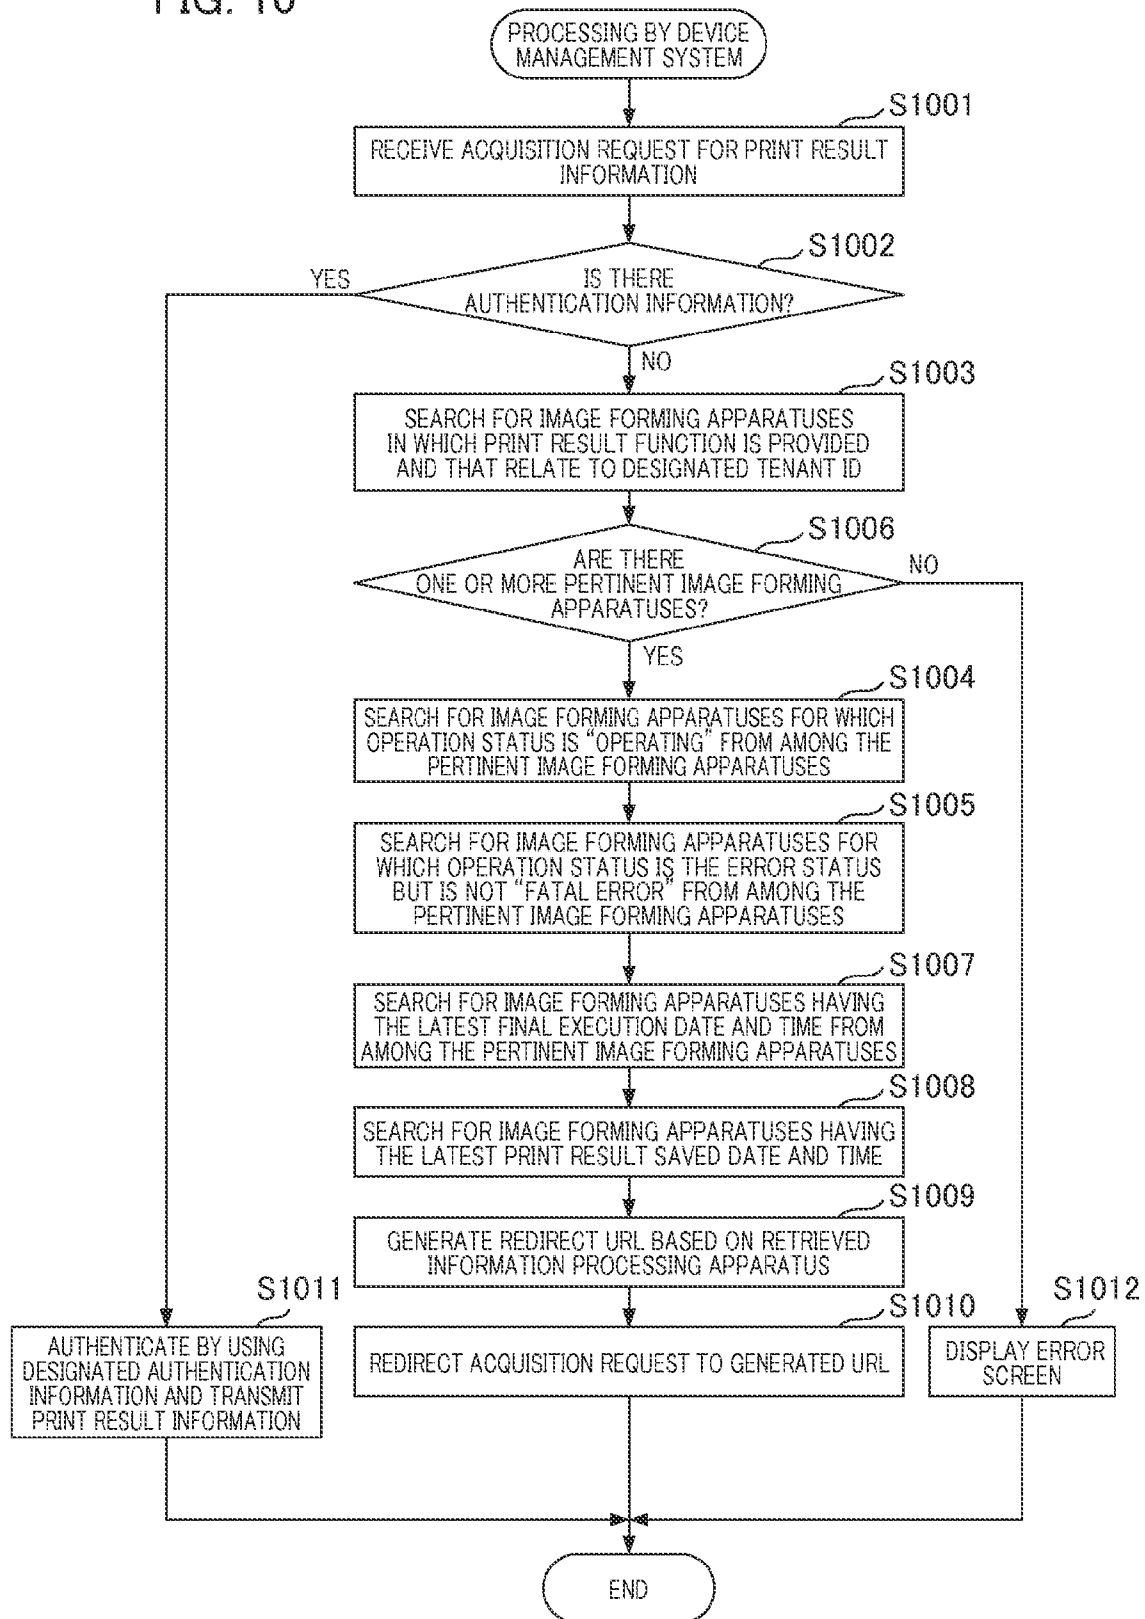 FIG. 10
PROCESSING BY DEVICE
MANAGEMENT SYSTEM
S1001
RECEIVE ACQUISITION REQUEST FOR PRINT RESULT
INFORMATION
S1002
YES
IS THERE
AUTHENTICATION INFORMATION?
NO
S1003
SEARCH FOR IMAGE FORMING APPARATUSES
IN WHICH PRINT RESULT FUNCTION IS PROVIDED
AND THAT RELATE TO DESIGNATED TENANT ID
S1006
ARE THERE
ONE OR MORE PERTINENT IMAGE FORMING
APPARATUSES?
NO
YES
S1004
SEARCH FOR IMAGE FORMING APPARATUSES FOR WHICH
OPERATION STATUS IS "OPERATING" FROM AMONG THE
PERTINENT IMAGE FORMING APPARATUSES
S1005
SEARCH FOR IMAGE FORMING APPARATUSES FOR
WHICH OPERATION STATUS IS THE ERROR STATUS
BUT IS NOT "FATAL ERROR" FROM AMONG THE
PERTINENT IMAGE FORMING APPARATUSES
S1007
SEARCH FOR IMAGE FORMING APPARATUSES HAVING
THE LATEST FINAL EXECUTION DATE AND TIME FROM
AMONG THE PERTINENT IMAGE FORMING APPARATUSES
S1008
SEARCH FOR IMAGE FORMING APPARATUSES HAVING
THE LATEST PRINT RESULT SAVED DATE AND TIME
S1009
GENERATE REDIRECT URL BASED ON RETRIEVED
INFORMATION PROCESSING APPARATUS
S1011
AUTHENTICATE BY USING
DESIGNATED AUTHENTICATION
INFORMATION AND TRANSMIT
PRINT RESULT INFORMATION
S1010
REDIRECT ACQUISITION REQUEST TO GENERATED URL
S1012
DISPLAY ERROR
SCREEN
END